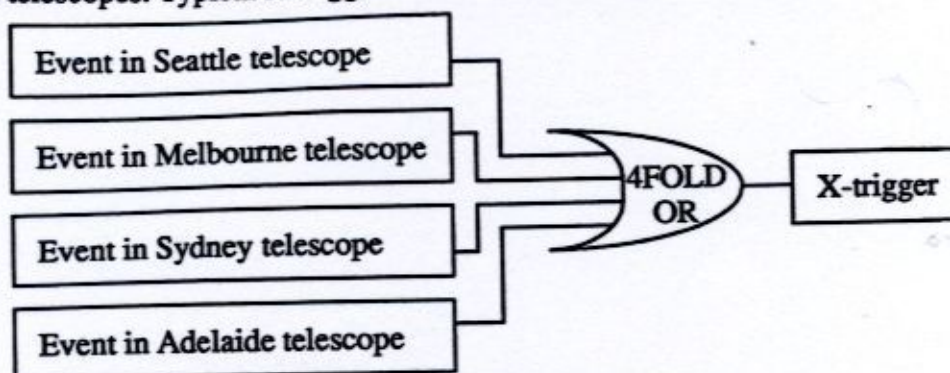 Event in Seattle telescope
Event in Melbourne telescope
4FOLD
OR
X-trigger
Event in Sydney telescope
Event in Adelaide telescope